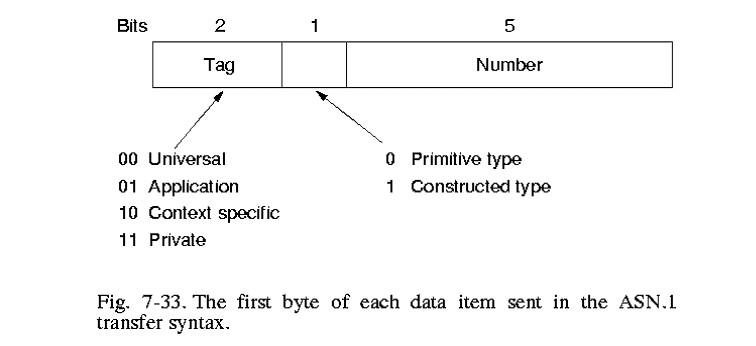 Bits 2 1 5
Tag Number
00 Universal 0 Primitive type
01 Application 1 Constructed type
10 Context specific
11 Private
Fig. 7-33. The first byte of each data item sent in the ASN.1
transfer syntax.